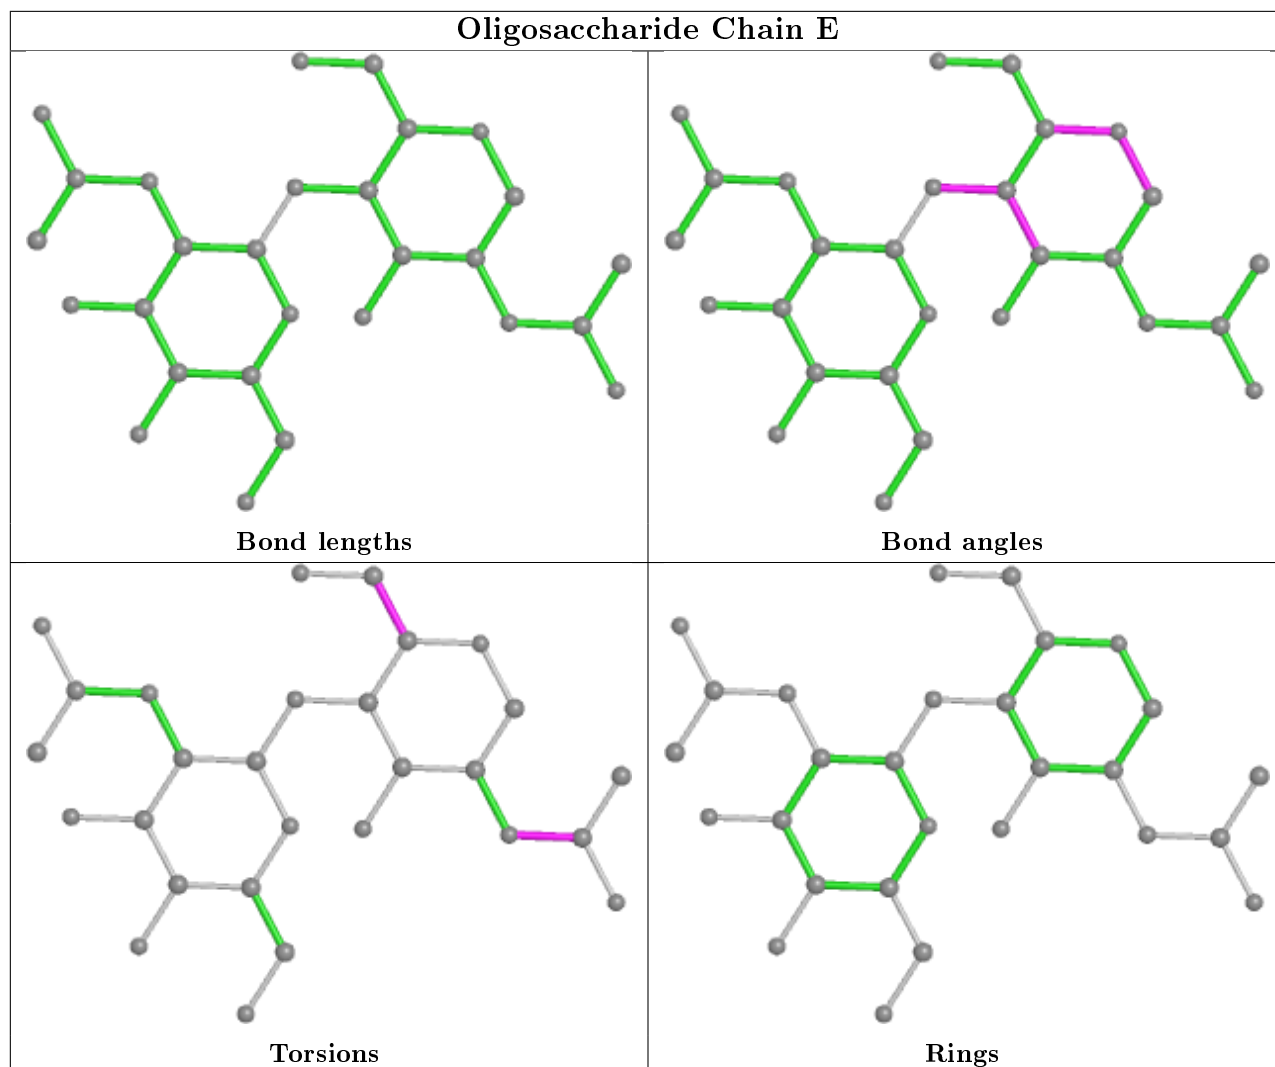 Oligosaccharide Chain E
Bond lengths
Bond angles
Torsions
Rings